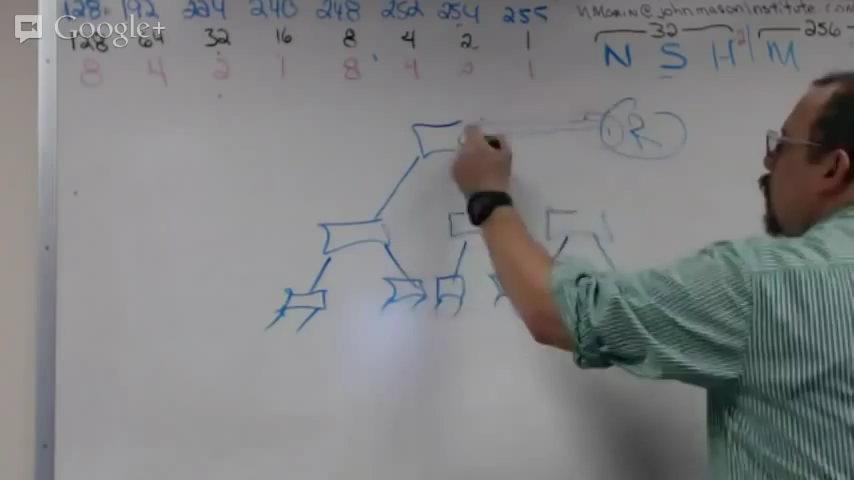 Google+
128 192 224 240 248 252 254 255
128 64 32 16 8 4 2 1
8 4 2 1 8 4 2 1
32 256
N S H 2 M
R